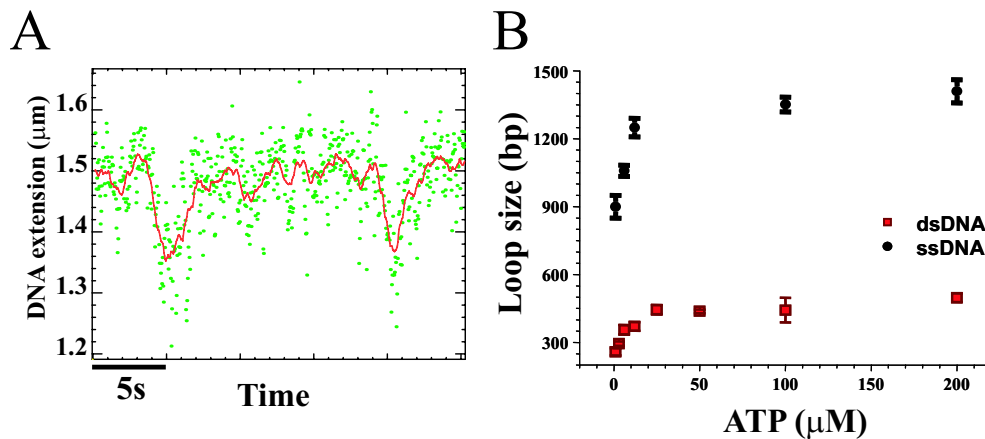 A
DNA extension (μm)
1.6
1.5
1.4
1.3
1.2
5s
Time
B
Loop size (bp)
1500
1200
900
600
300
dsDNA
ssDNA
0
50
100
150
200
ATP (μM)